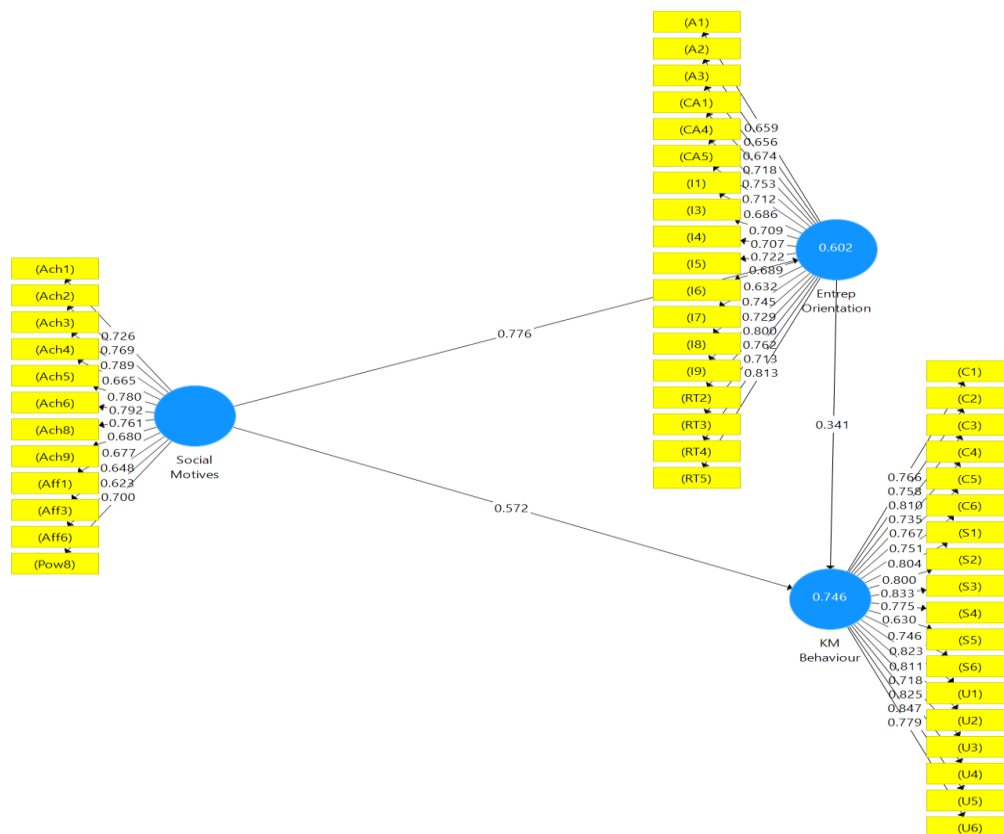 (A1)
(A2)
(A3)
(CA1)
(CA4)
(CA5)
(I1)
(I3)
(I4)
(I5)
(I6)
(I7)
(I8)
(I9)
(RT2)
(RT3)
(RT4)
(RT5)
0.659
0.656
0.674
0.718
0.753
0.712
0.686
0.709
0.707
0.722
0.689
0.632
0.745
0.729
0.800
0.762
0.713
0.813
0.602
Entrep
Orientation
(Ach1)
(Ach2)
(Ach3)
(Ach4)
(Ach5)
(Ach6)
(Ach8)
(Ach9)
(Aff1)
(Aff3)
(Aff6)
(Pow8)
0.726
0.769
0.789
0.665
0.780
0.792
0.761
0.680
0.677
0.648
0.623
0.700
Social
Motives
0.776
0.572
0.341
0.746
KM
Behaviour
0.766
0.758
0.810
0.735
0.767
0.751
0.804
0.800
0.833
0.775
0.630
0.746
0.823
0.811
0.718
0.825
0.847
0.779
(C1)
(C2)
(C3)
(C4)
(C5)
(C6)
(S1)
(S2)
(S3)
(S4)
(S5)
(S6)
(U1)
(U2)
(U3)
(U4)
(U5)
(U6)